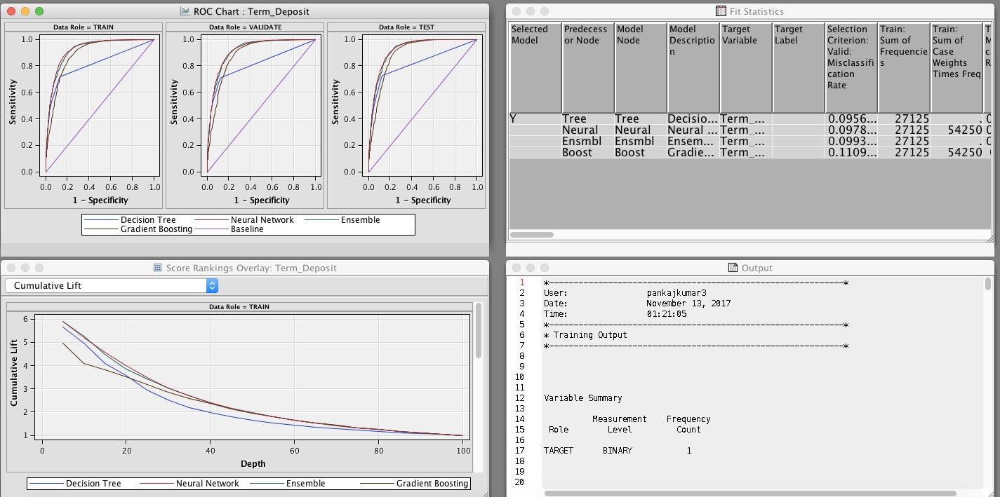 ROC Chart : Term_Deposit
Data Role = TRAIN
Data Role = VALIDATE
Data Role = TEST
Sensitivity
1.0
0.8
0.6
0.4
0.2
0.0
0.0 0.2 0.4 0.6 0.8 1.0
1 - Specificity
Sensitivity
1.0
0.8
0.6
0.4
0.2
0.0
0.0 0.2 0.4 0.6 0.8 1.0
1 - Specificity
Sensitivity
1.0
0.8
0.6
0.4
0.2
0.0
0.0 0.2 0.4 0.6 0.8 1.0
1 - Specificity
Decision Tree Neural Network Ensemble
Gradient Boosting Baseline
Fit Statistics
Selected
Model
Predecess
or Node
Model
Node
Model
Descriptio
n
Target
Variable
Target
Label
Selection
Criterion:
Valid:
Misclassifi
cation
Rate
Train:
Sum of
Frequencie
s
Train:
Sum of
Case
Weights
Times Freq
Y Tree Tree Decisio... Term_... 0.0956... 27125 .
Neural Neural Neural ... Term_... 0.0978... 27125 54250
Ensmbl Ensmbl Ensem... Term_... 0.0993... 27125 .
Boost Boost Gradie... Term_... 0.1109... 27125 54250
Score Rankings Overlay: Term_Deposit
Cumulative Lift
Data Role = TRAIN
Cumulative Lift
6
5
4
3
2
1
0 20 40 60 80 100
Depth
Decision Tree Neural Network Ensemble Gradient Boosting
Output
1 *------------------------------------------------------------*
2 User: pankajkumar3
3 Date: November 13, 2017
4 Time: 01:21:05
5 *------------------------------------------------------------*
6 * Training Output
7 *------------------------------------------------------------*
8
9
10
11
12 Variable Summary
13
14 Measurement Frequency
15 Role Level Count
16
17 TARGET BINARY 1
18
19
20